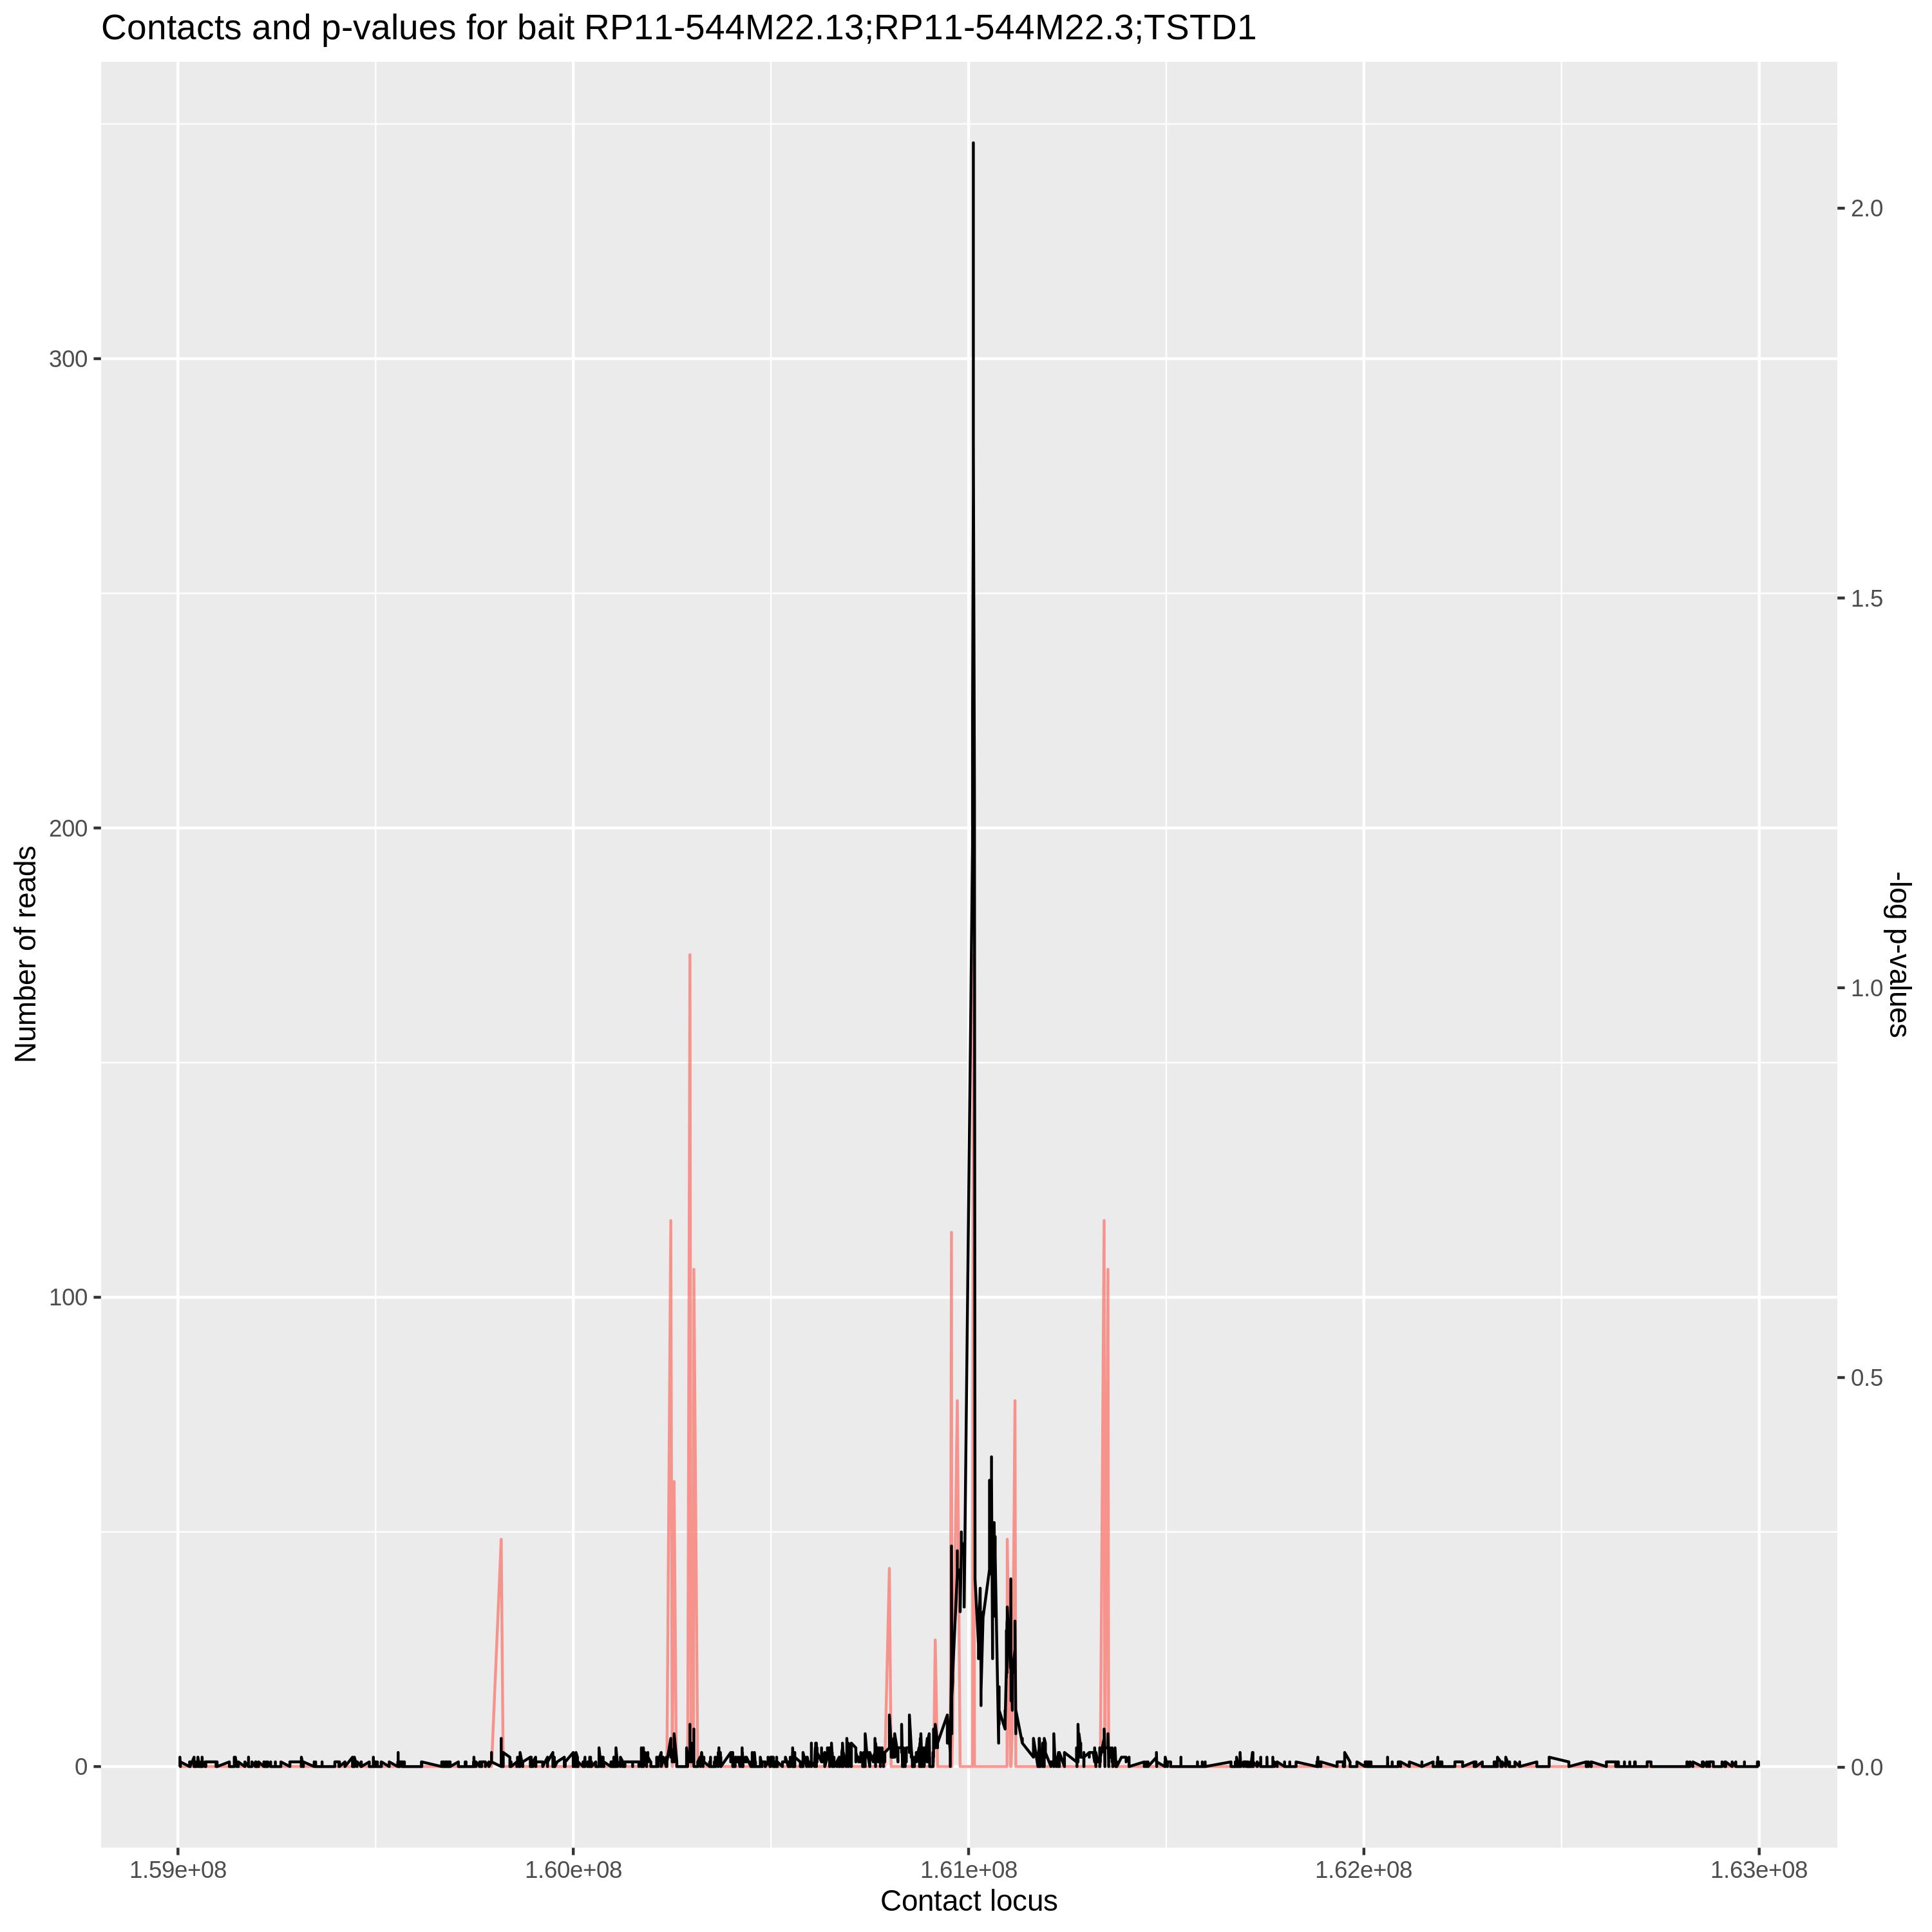 Contacts and p-values for bait RP11-544M22.13;RP11-544M22.3;TSTD1
Number of reads
300
200
100
0
2.0
1.5
1.0
0.5
0.0
-log p-values
1.59e+08
1.60e+08
1.61e+08
1.62e+08
1.63e+08
Contact locus